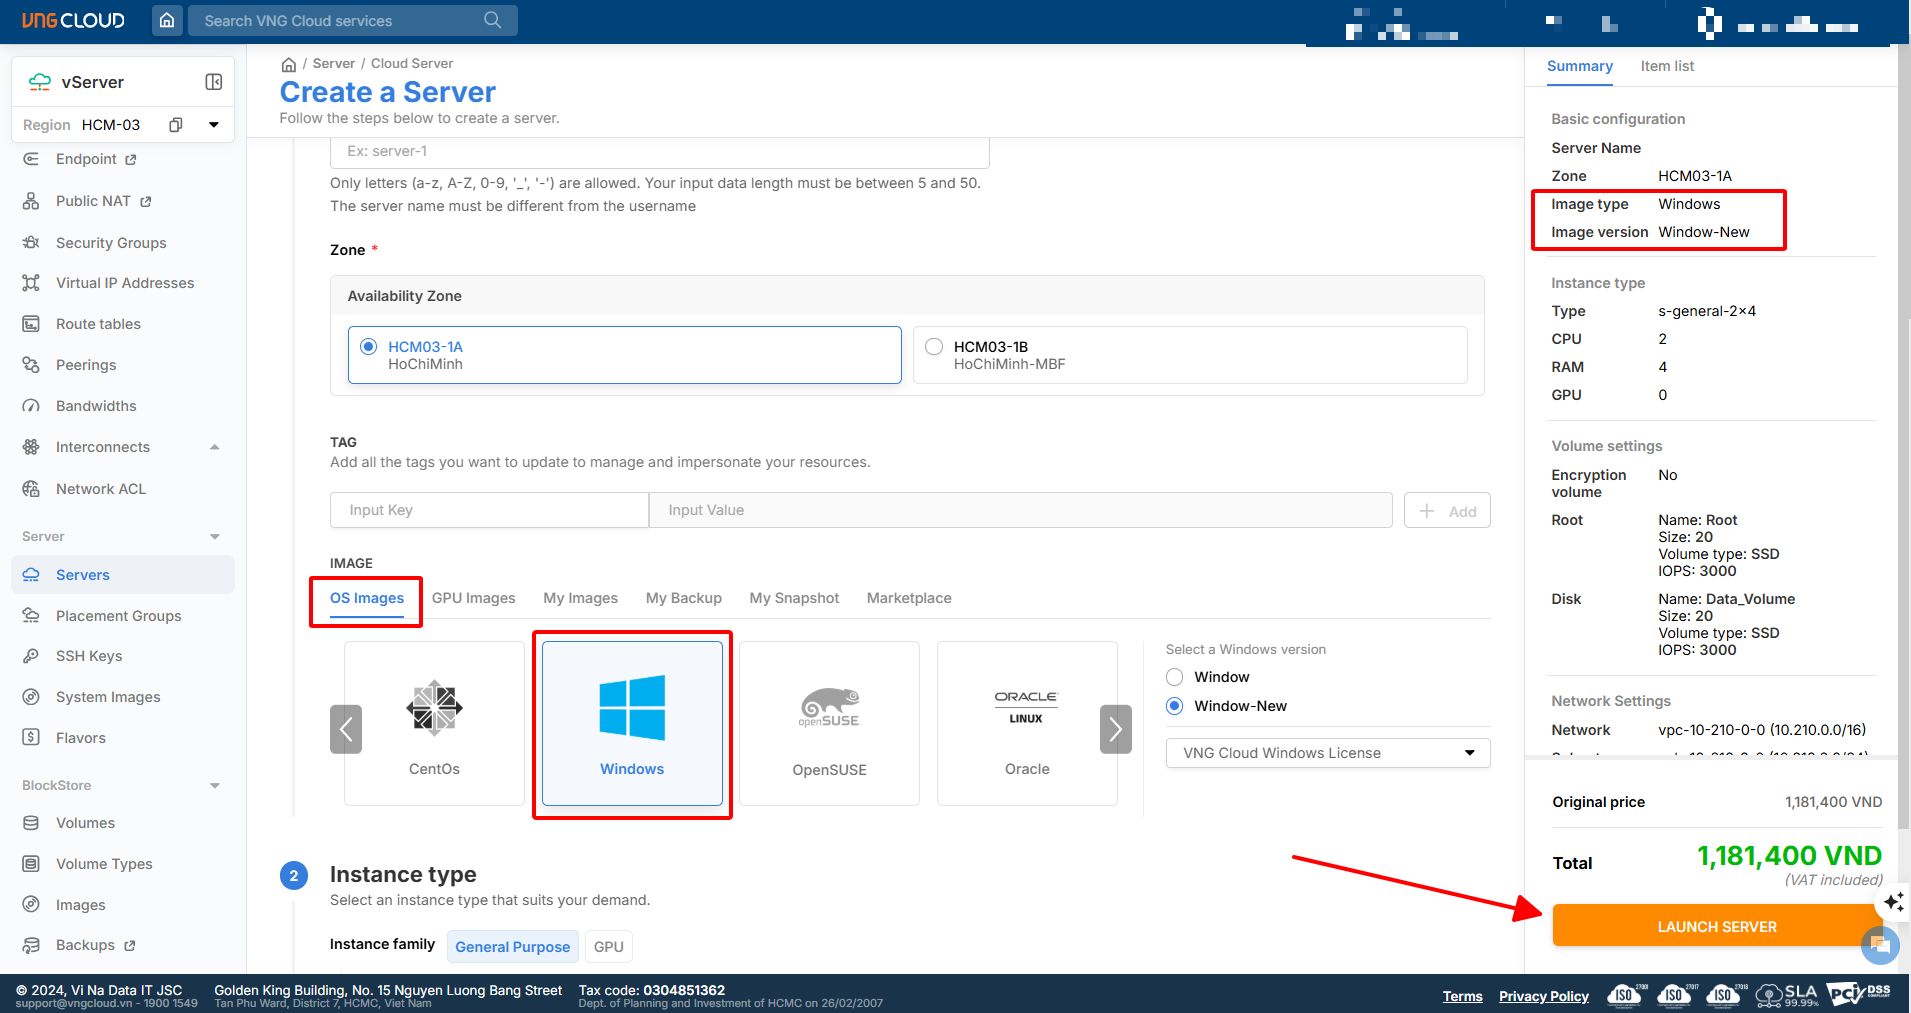 VNG CLOUD
Search VNG Cloud services
vServer
Region HCM-03
Endpoint
Public NAT
Security Groups
Virtual IP Addresses
Route tables
Peerings
Bandwidths
Interconnects
Network ACL
Server
Servers
Placement Groups
SSH Keys
System Images
Flavors
BlockStore
Volumes
Volume Types
Images
Backups
/ Server / Cloud Server
Create a Server
Follow the steps below to create a server.
Ex: server-1
Only letters (a-z, A-Z, 0-9, '_', '-') are allowed. Your input data length must be between 5 and 50.
The server name must be different from the username
Zone *
Availability Zone
HCM03-1A
HoChiMinh
HCM03-1B
HoChiMinh-MBF
TAG
Add all the tags you want to update to manage and impersonate your resources.
Input Key
Input Value
Add
IMAGE
OS Images
GPU Images
My Images
My Backup
My Snapshot
Marketplace
CentOs
Windows
openSUSE
OpenSUSE
ORACLE
LINUX
Oracle
Select a Windows version
Window
Window-New
VNG Cloud Windows License
2
Instance type
Select an instance type that suits your demand.
Instance family
General Purpose
GPU
Summary
Item list
Basic configuration
Server Name
Zone HCM03-1A
Image type Windows
Image version Window-New
Instance type
Type s-general-2x4
CPU 2
RAM 4
GPU 0
Volume settings
Encryption volume No
Root
Name: Root
Size: 20
Volume type: SSD
IOPS: 3000
Disk
Name: Data_Volume
Size: 20
Volume type: SSD
IOPS: 3000
Network Settings
Network vpc-10-210-0-0 (10.210.0.0/16)
Original price 1,181,400 VND
Total 1,181,400 VND
(VAT included)
LAUNCH SERVER
© 2024, Vi Na Data IT JSC
support@vngcloud.vn - 1900 1549
Golden King Building, No. 15 Nguyen Luong Bang Street
Tan Phu Ward, District 7, HCMC, Viet Nam
Tax code: 0304851362
Dept. of Planning and Investment of HCMC on 26/02/2007
Terms
Privacy Policy
ISO 27001
ISO 27017
ISO 27018
SLA
99.99%
PCI DSS
COMPLIANT